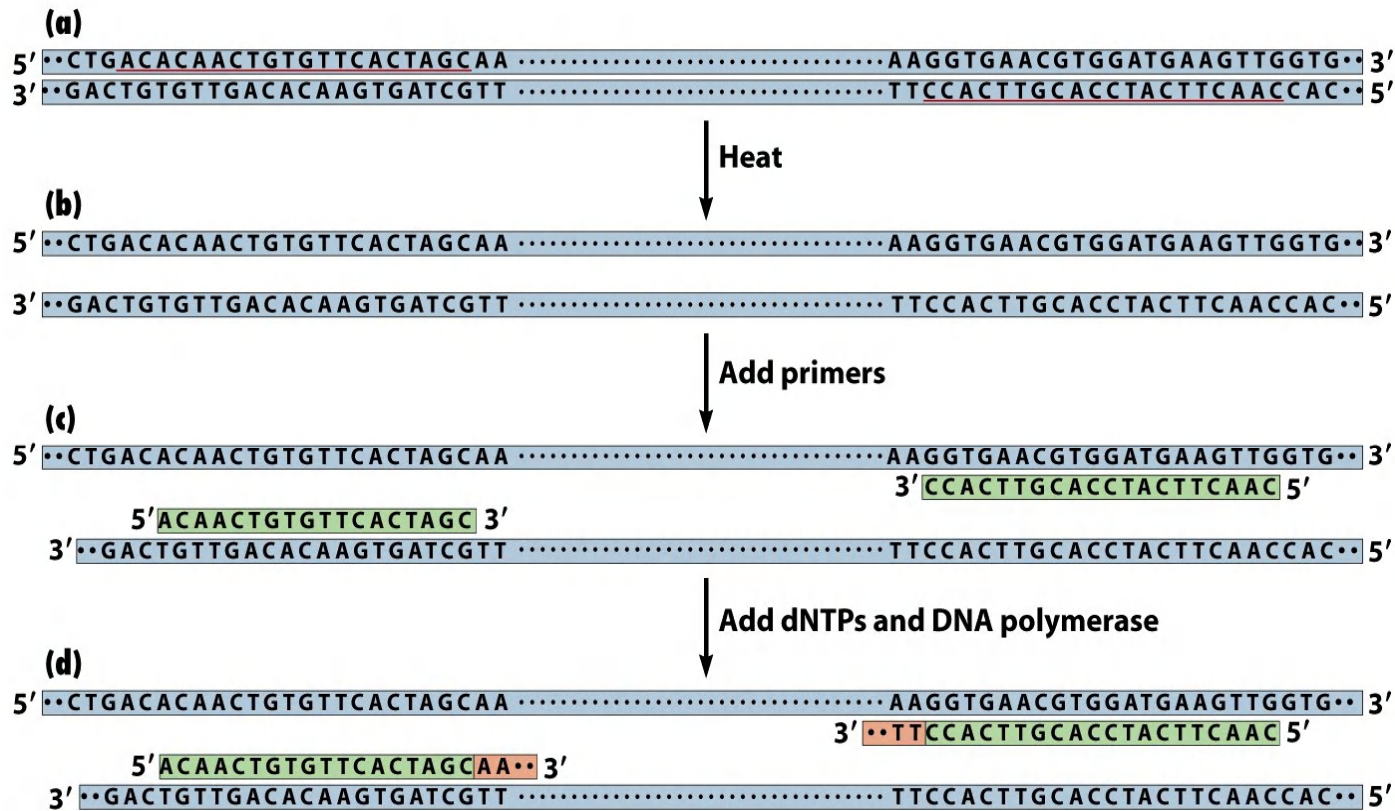 (a)
5′ ··CTGACACAACTGTGTTCACTAGCAA ································· AAGGTGAACGTGGATGAAGTTGGTG·· 3′
3′ ··GACTGTGTTGACACAAGTGATCGTT ································· TTCCACTTGCACCTACTTCAACCAC·· 5′
Heat
(b)
5′ ··CTGACACAACTGTGTTCACTAGCAA ································· AAGGTGAACGTGGATGAAGTTGGTG·· 3′
3′ ··GACTGTGTTGACACAAGTGATCGTT ································· TTCCACTTGCACCTACTTCAACCAC·· 5′
Add primers
(c)
5′ ··CTGACACAACTGTGTTCACTAGCAA ································· AAGGTGAACGTGGATGAAGTTGGTG·· 3′
3′ CCACTTGCACCTACTTCAAC 5′
5′ ACAACTGTGTTCACTAGC 3′
3′ ··GACTGTTGACACAAGTGATCGTT ································· TTCCACTTGCACCTACTTCAACCAC·· 5′
Add dNTPs and DNA polymerase
(d)
5′ ··CTGACACAACTGTGTTCACTAGCAA ································· AAGGTGAACGTGGATGAAGTTGGTG·· 3′
3′ ··TTCCACTTGCACCTACTTCAAC 5′
5′ ACAACTGTGTTCACTAGCAA·· 3′
3′ ··GACTGTTGACACAAGTGATCGTT ································· TTCCACTTGCACCTACTTCAACCAC·· 5′